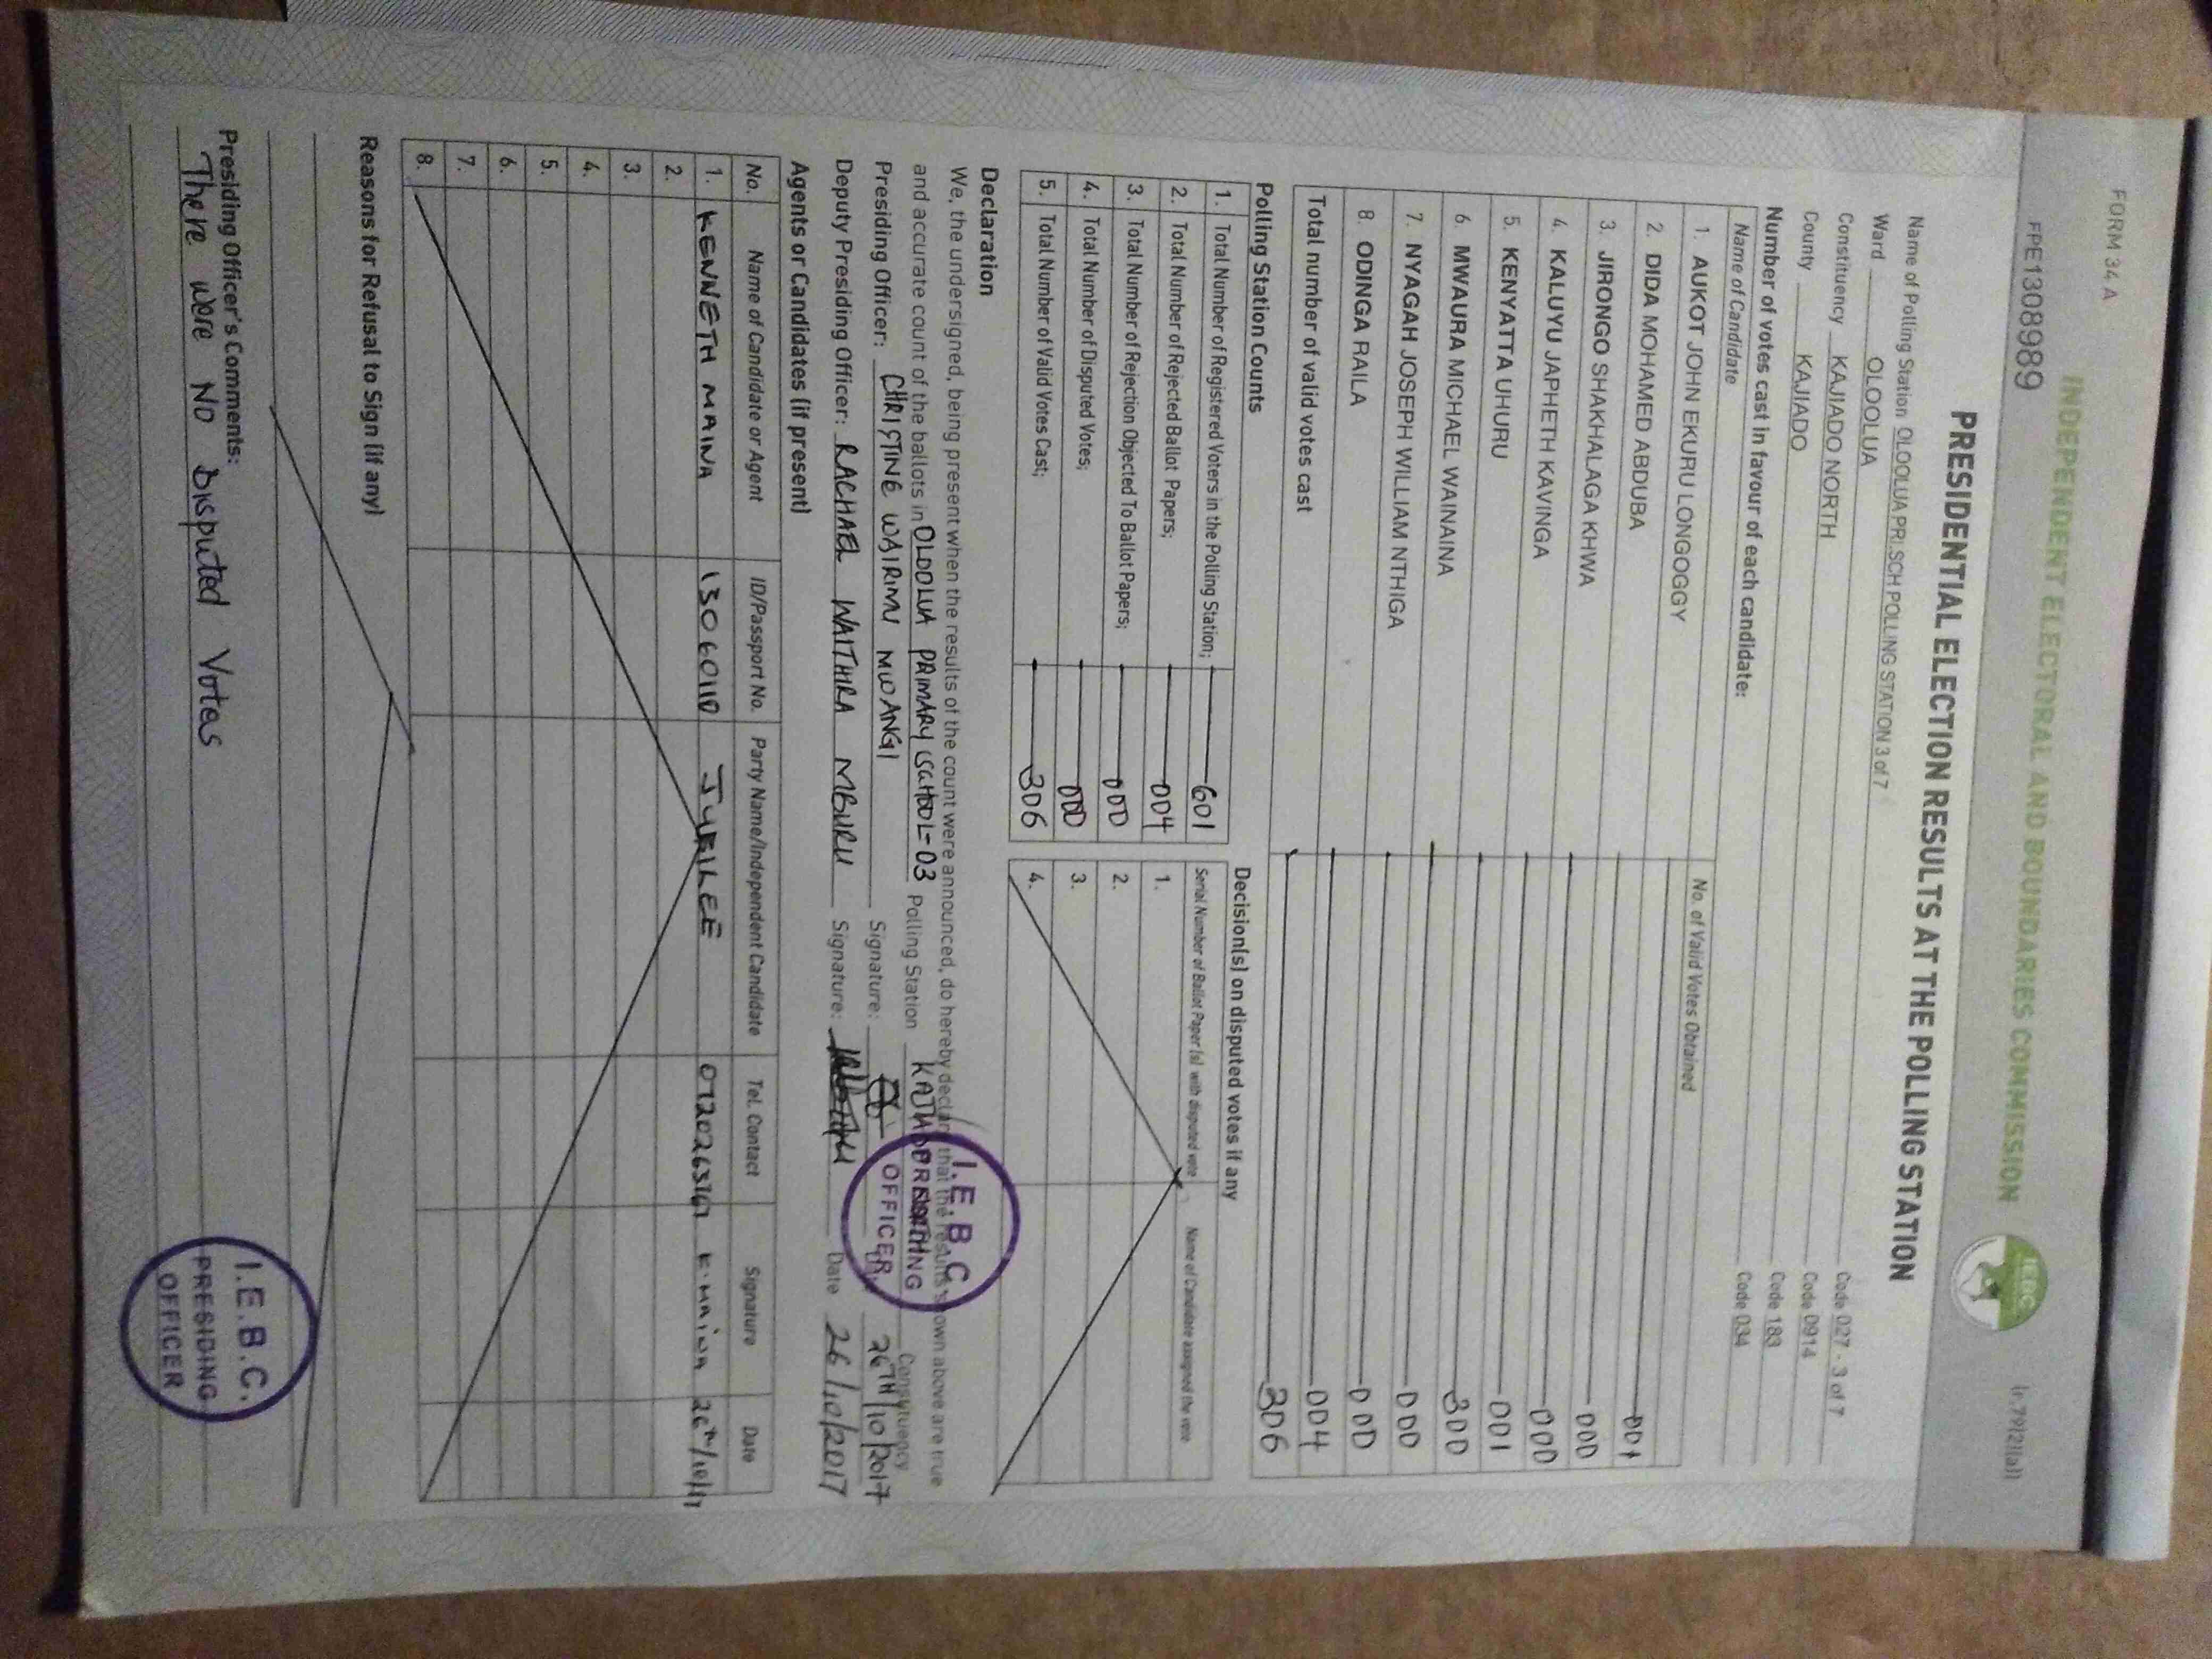 FORM 34 A
INDEPENDENT ELECTORAL AND BOUNDARIES COMMISSION
FPE1308989
IEBC
PRESIDENTIAL ELECTION RESULTS AT THE POLLING STATION
Name of Polling Station OLOOLUA PRI.SCH POLLING STATION 3 of 7 Code 027 - 3 of 7
Ward OLOOLUA Code 0914
Constituency KAJIADO NORTH Code 183
County KAJIADO Code 034
Number of votes cast in favour of each candidate:
Name of Candidate No. of Valid Votes Obtained
1. AUKOT JOHN EKURU LONGOGGY 001
2. DIDA MOHAMED ABDUBA 000
3. JIRONGO SHAKHALAGA KHWA 000
4. KALUYU JAPHETH KAVINGA 001
5. KENYATTA UHURU 300
6. MWAURA MICHAEL WAINAINA 000
7. NYAGAH JOSEPH WILLIAM NTHIGA 000
8. ODINGA RAILA 004
Total number of valid votes cast 306
Polling Station Counts
1. Total Number of Registered Voters in the Polling Station; 601
2. Total Number of Rejected Ballot Papers; 004
3. Total Number of Rejection Objected To Ballot Papers; 000
4. Total Number of Disputed Votes; 000
5. Total Number of Valid Votes Cast; 306
Decision(s) on disputed votes if any
Serial Number of Ballot Paper(s) with disputed vote Name of Candidate assigned the vote
1.
2.
3.
4.
Declaration
We, the undersigned, being present when the results of the count were announced, do hereby declare that the results shown above are true
and accurate count of the ballots in OLOOLUA PRIMARY SCHOOL-03 Polling Station Constituency
Presiding Officer: CHRISTINE WAIRIMU MWANGI Signature: 26TH/10/2017
Deputy Presiding Officer: RACHAEL WAITHRA MBURU Signature: Date 26/10/2017
I.E.B.C.
PRESIDING
OFFICER
Agents or Candidates (if present)
No. Name of Candidate or Agent ID/Passport No. Party Name/Independent Candidate Tel. Contact Signature Date
1. KENNETH MAINA JUBILEE
2.
3.
4.
5.
6.
7.
8.
Reasons for Refusal to Sign (if any)
Presiding Officer's Comments:
There were NO Disputed Votes
I.E.B.C.
PRESIDING
OFFICER